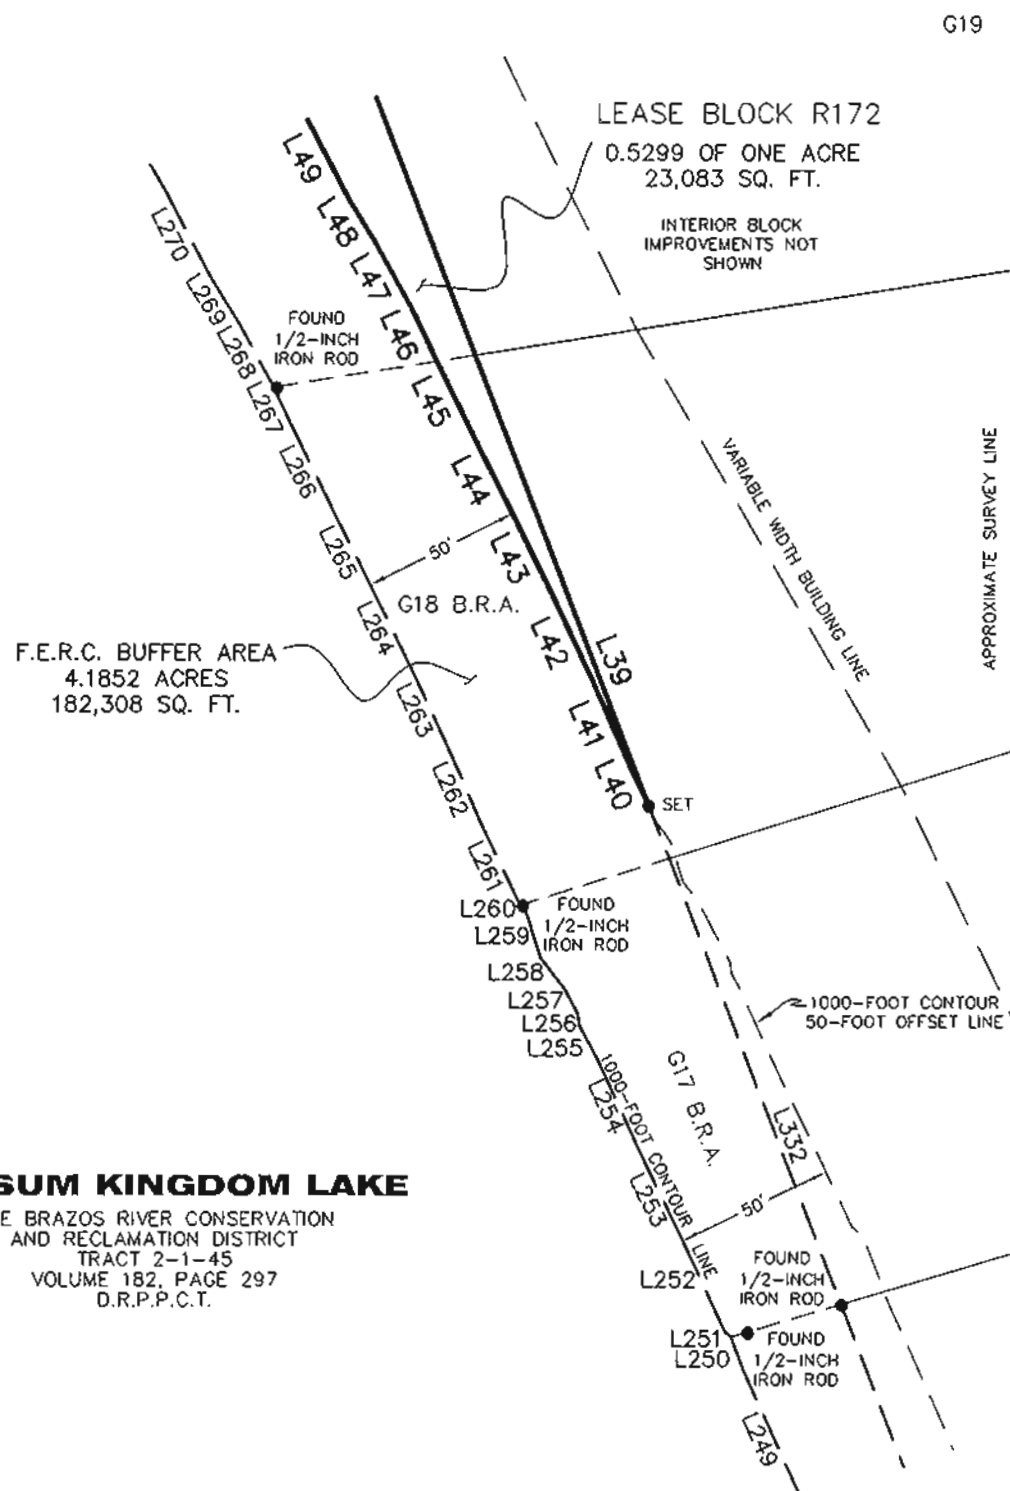 G19
LEASE BLOCK R172
0.5299 OF ONE ACRE
23,083 SQ. FT.
INTERIOR BLOCK
IMPROVEMENTS NOT
SHOWN
L49
L48
L47
L46
L45
L44
L43
L42
L41
L40
L39
L270
L269
L268
L267
L266
L265
L264
L263
L262
L261
L260
L259
L258
L257
L256
L255
L254
L253
L252
L251
L250
L249
L332
FOUND
1/2-INCH
IRON ROD
VARIABLE WIDTH BUILDING LINE
APPROXIMATE SURVEY LINE
50'
G18 B.R.A.
F.E.R.C. BUFFER AREA
4.1852 ACRES
182,308 SQ. FT.
SET
FOUND
1/2-INCH
IRON ROD
1000-FOOT CONTOUR
50-FOOT OFFSET LINE
1000-FOOT CONTOUR LINE
G17 B.R.A.
50'
FOUND
1/2-INCH
IRON ROD
FOUND
1/2-INCH
IRON ROD
SUM KINGDOM LAKE
E BRAZOS RIVER CONSERVATION
AND RECLAMATION DISTRICT
TRACT 2-1-45
VOLUME 182, PAGE 297
D.R.P.P.C.T.